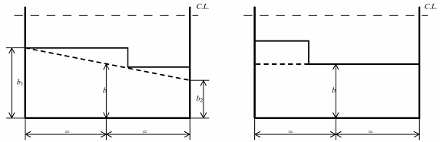 C.L.
C.L.
b₁
b
b₂
b
=
=
=
=